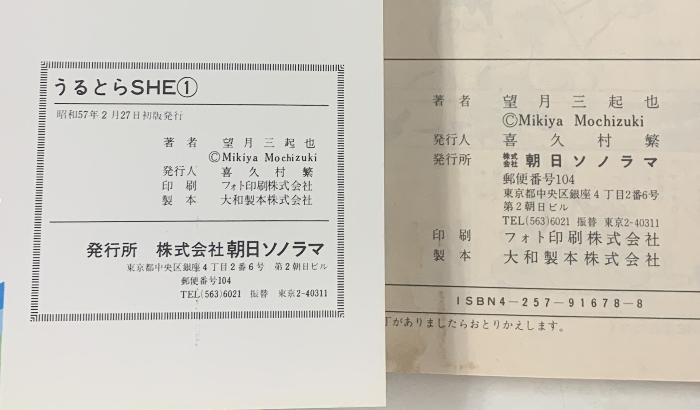 うるとらSHE①
昭和57年2月27日初版発行
著者 望月三起也
©Mikiya Mochizuki
発行人 喜久村繁
印刷 フォト印刷株式会社
製本 大和製本株式会社
発行所 株式会社朝日ソノラマ
東京都中央区銀座4丁目2番6号 第2朝日ビル
郵便番号104
TEL(563)6021 振替 東京2-40311
著者 望月三起也
©Mikiya Mochizuki
発行人 喜久村繁
発行所 株式会社 朝日ソノラマ
郵便番号104
東京都中央区銀座4丁目2番6号
第2朝日ビル
TEL(563)6021 振替 東京2-40311
印刷 フォト印刷株式会社
製本 大和製本株式会社
ISBN4-257-91678-8
丁がありましたらおとりかえします。